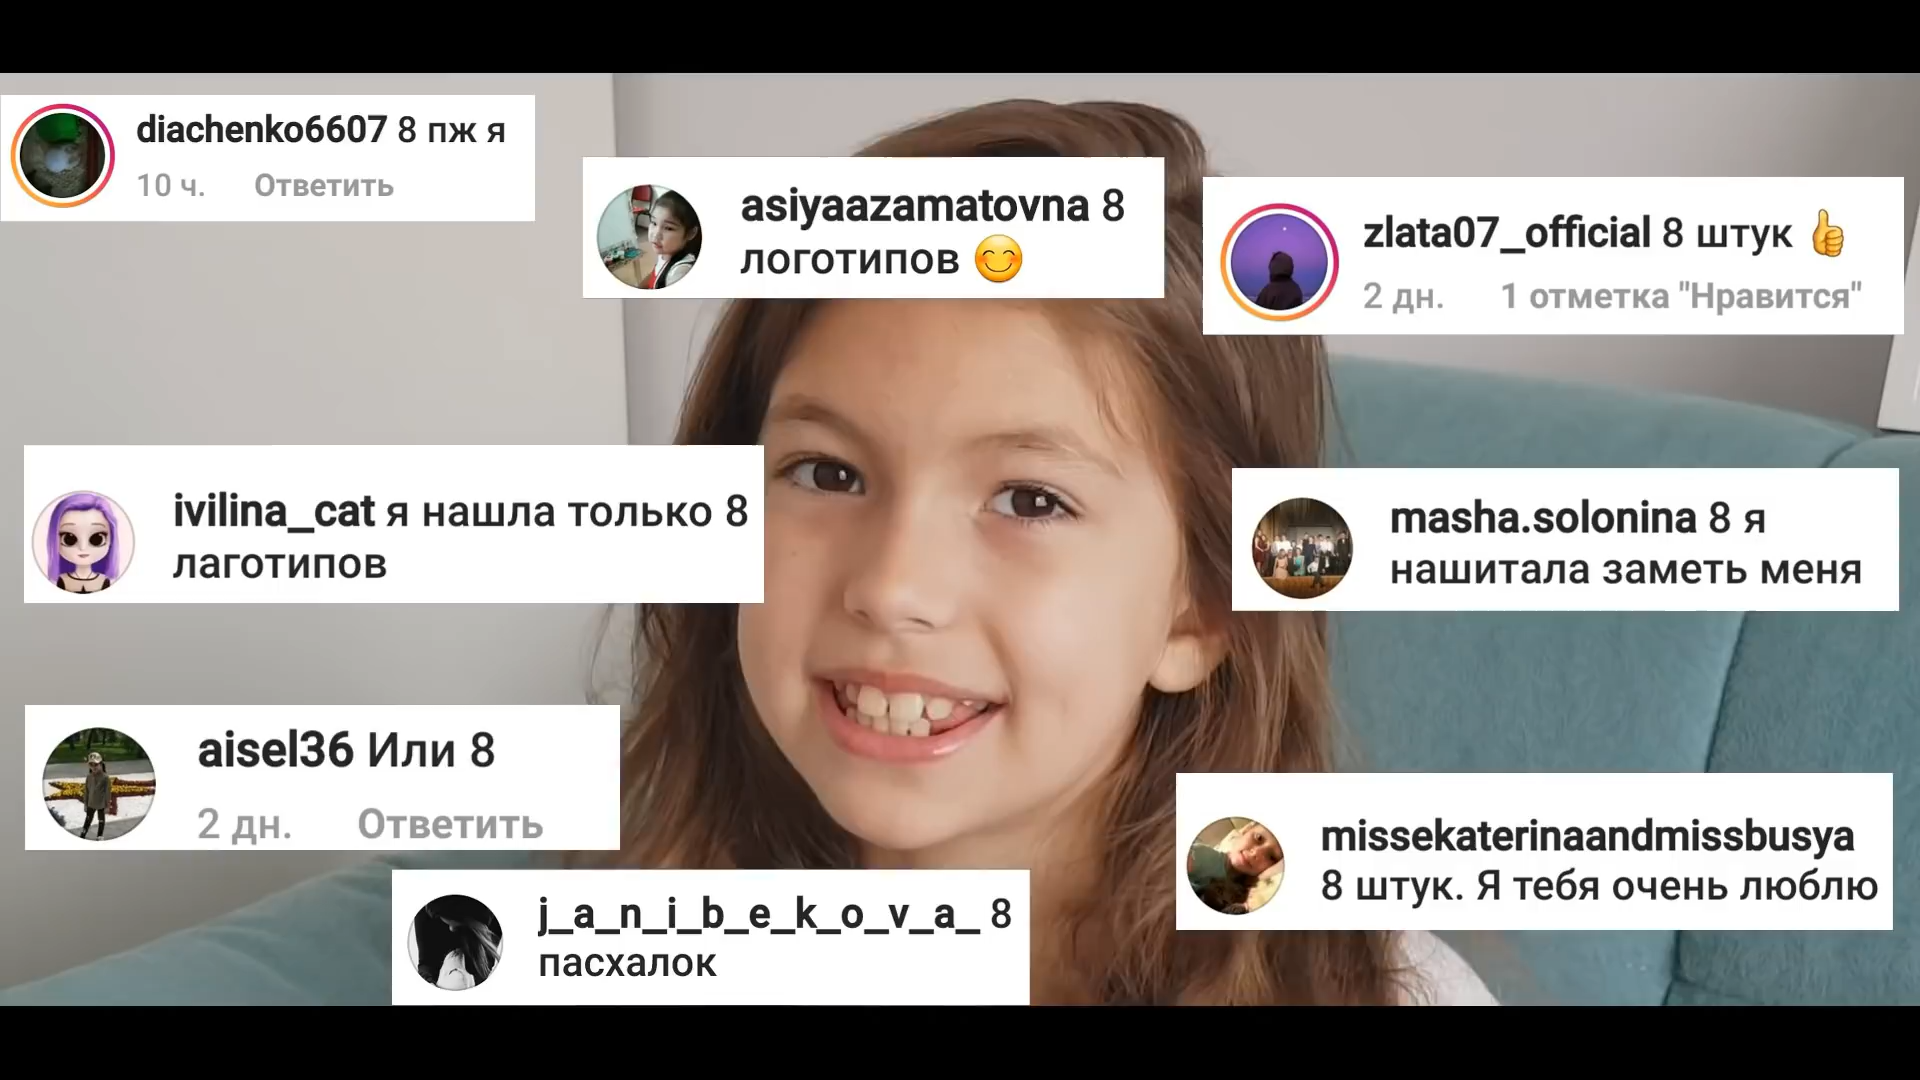 diachenko6607 8 пж я
10 ч. Ответить
asiyaazamatovna 8
логотипов 😊
zlata07_official 8 штук 👍
2 дн. 1 отметка "Нравится"
ivilina_cat я нашла только 8
лаготипов
masha.solonina 8 я
нашитала заметь меня
aisel36 Или 8
2 дн. Ответить
missekaterinaandmissbusya
8 штук. Я тебя очень люблю
j_a_n_i_b_e_k_o_v_a_ 8
пасхалок